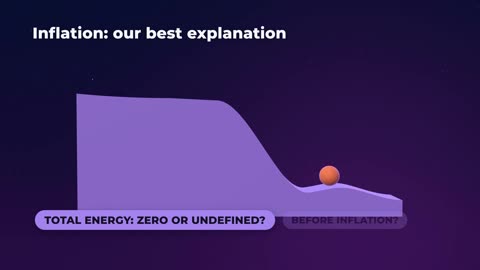 Inflation: our best explanation
TOTAL ENERGY: ZERO OR UNDEFINED?
BEFORE INFLATION?